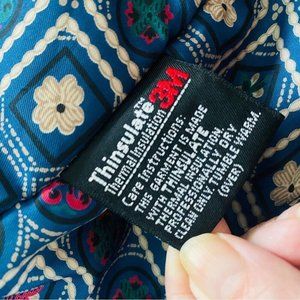 Thinsulate™ 3M
Thermal Insulation
Care Instructions:
THIS GARMENT IS MADE
WITH THINSULATE
THERMAL INSULATION
PROFESSIONALLY DRY
CLEAN ONLY. TUMBLE WARM.
(OVER)